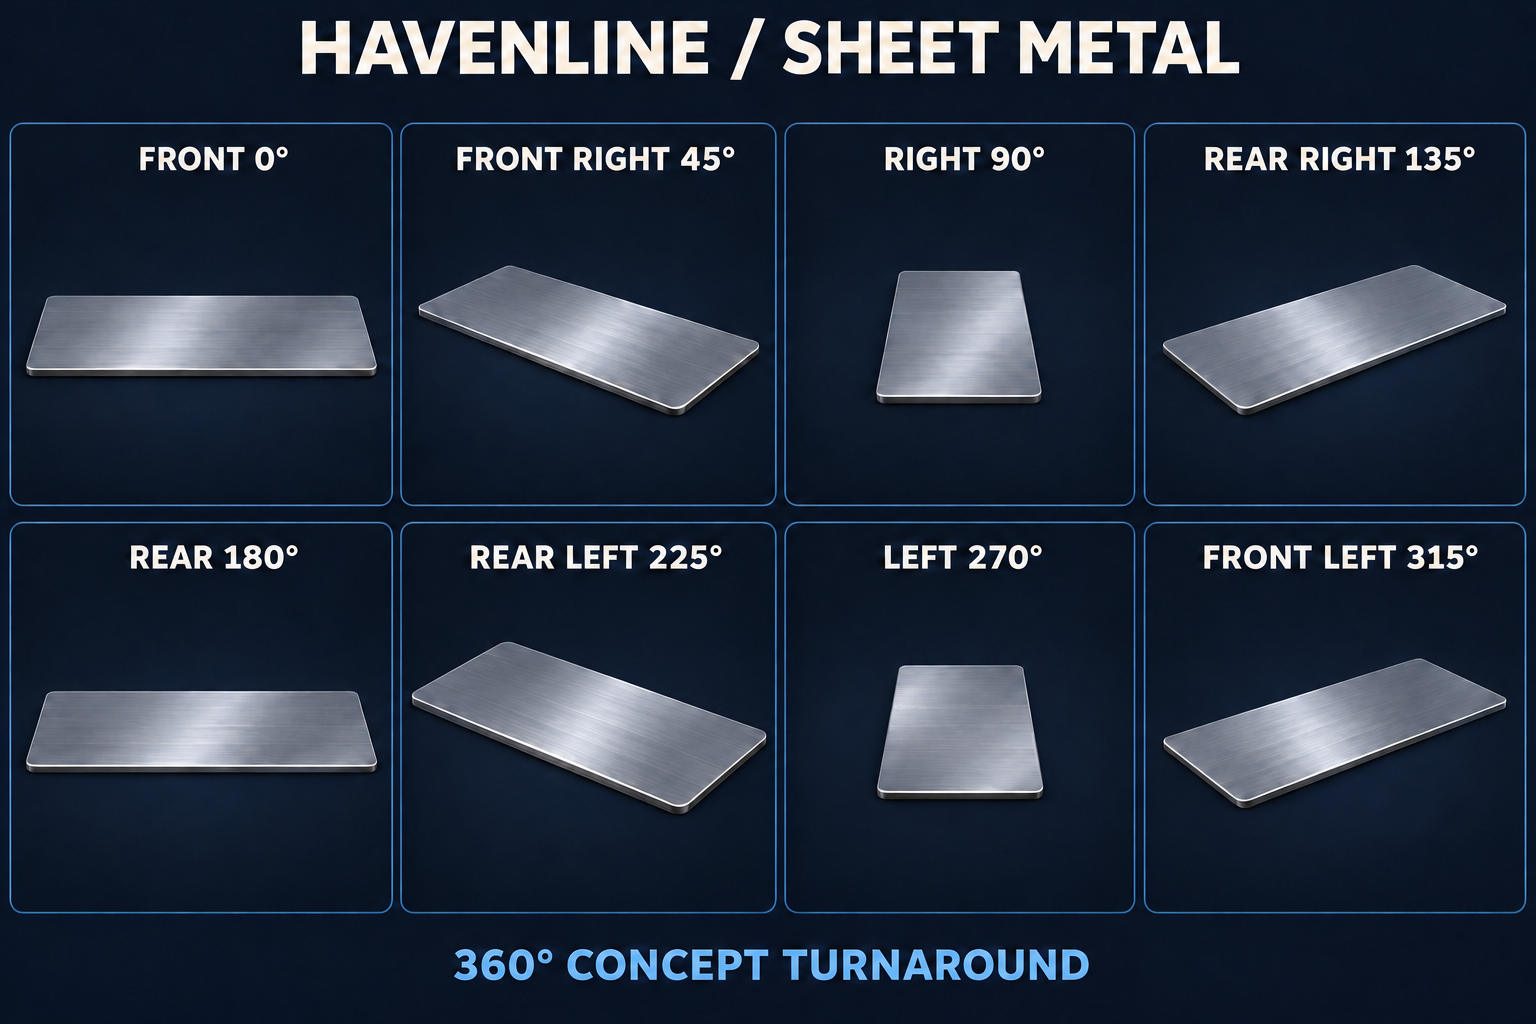 HAVENLINE / SHEET METAL
FRONT 0°
FRONT RIGHT 45°
RIGHT 90°
REAR RIGHT 135°
REAR 180°
REAR LEFT 225°
LEFT 270°
FRONT LEFT 315°
360° CONCEPT TURNAROUND